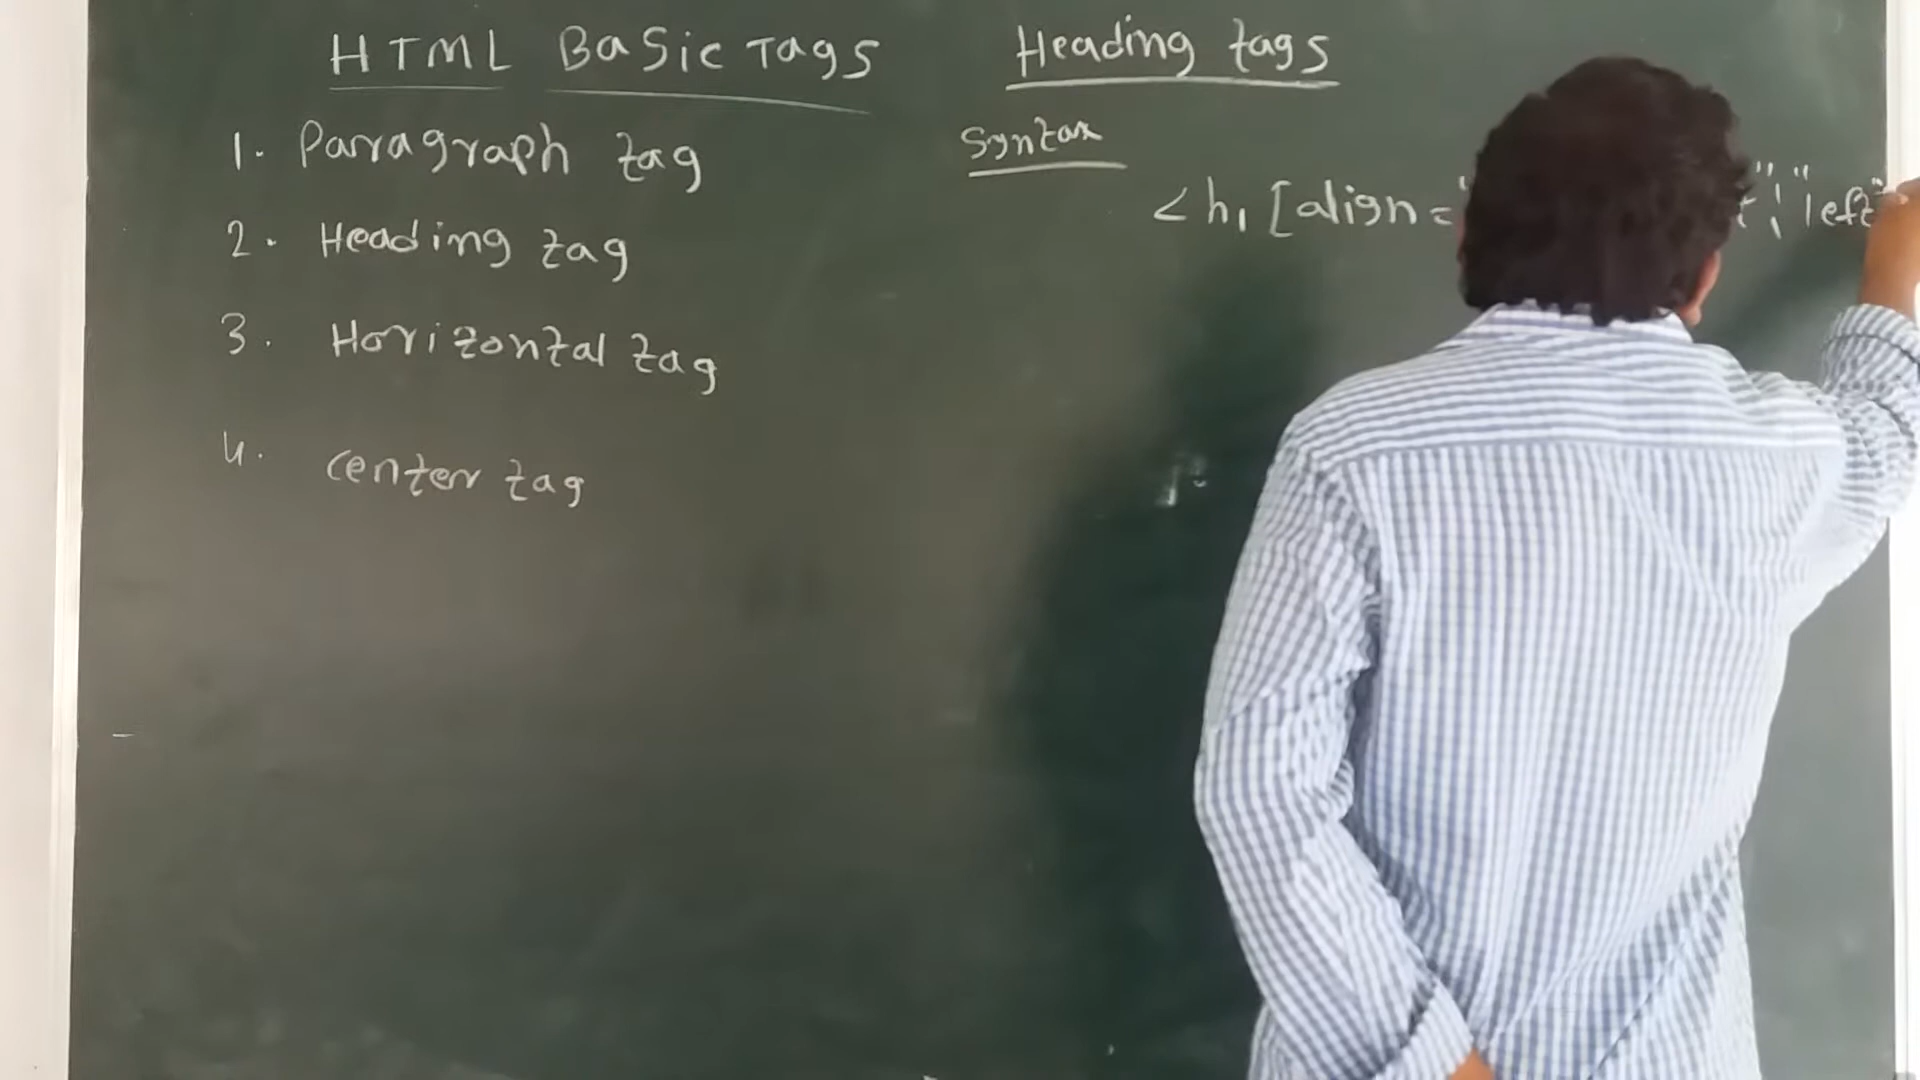 HTML Basic Tags
1. Paragraph tag
2. Heading tag
3. Horizontal tag
4. center tag
Heading tags
Syntax
<h1 [align= "left"